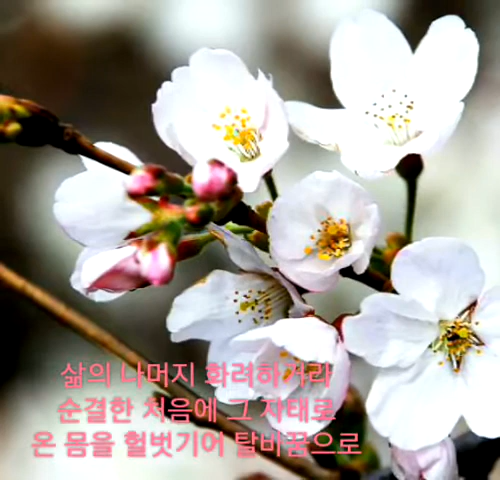 삶의 나머지 화려하거라
순결한 처음에 그 자태로
온 몸을 헐벗기어 탈바꿈으로